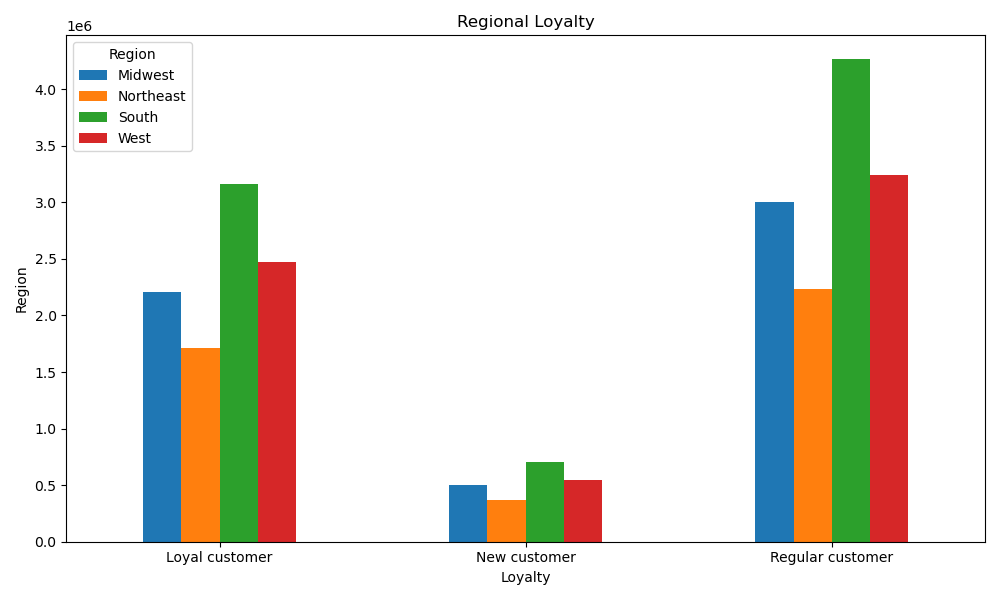 Regional Loyalty
1e6
Region
Midwest
Northeast
South
West
4.0
3.5
3.0
2.5
2.0
1.5
1.0
0.5
0.0
Region
Loyal customer
New customer
Regular customer
Loyalty